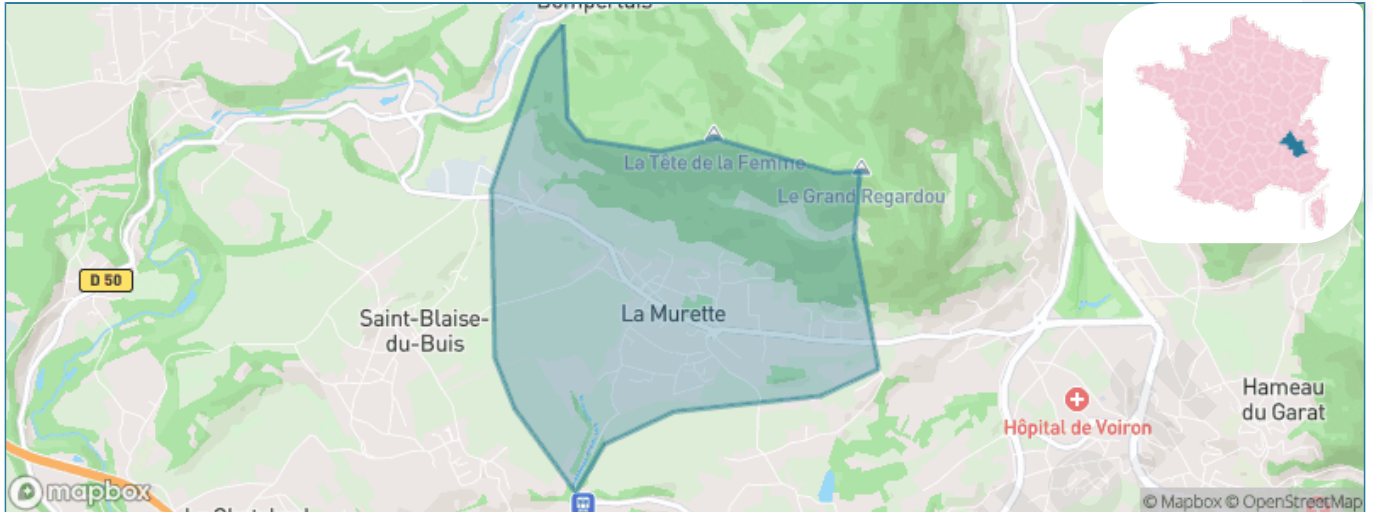 La Tête de la Femme
Le Grand Regardou
D 50
Saint-Blaise-
du-Buis
La Murette
Hameau
du Garat
Hôpital de Voiron
mapbox
© Mapbox © OpenStreetMap